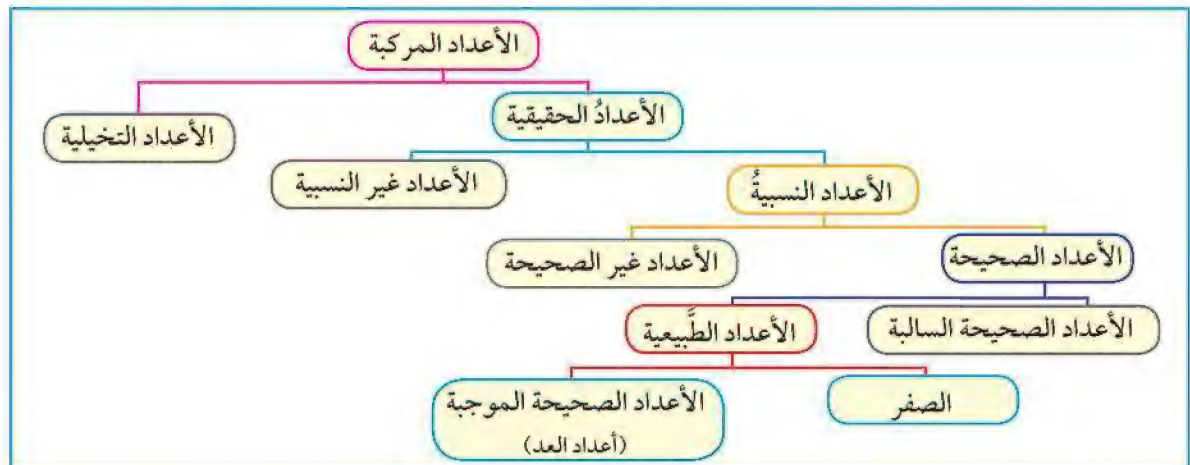 الأعداد المركبة
الأعدادُ الحقيقية
الأعداد التخيلية
الأعداد النسبيةُ
الأعداد غير النسبية
الأعداد الصحيحة
الأعداد غير الصحيحة
الأعداد الصحيحة السالبة
الأعداد الطَّبيعية
الصفر
الأعداد الصحيحة الموجبة
(أعداد العد)